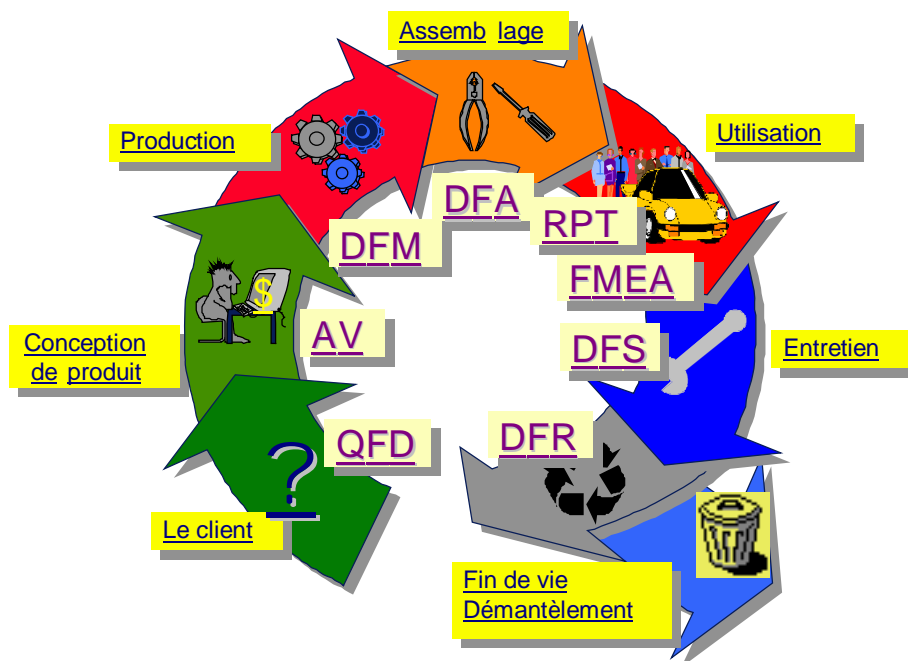 Assemb lage
Production
Utilisation
DFA
RPT
DFM
FMEA
$
AV
DFS
Conception
de produit
Entretien
QFD
DFR
?
Le client
Fin de vie
Démantèlement